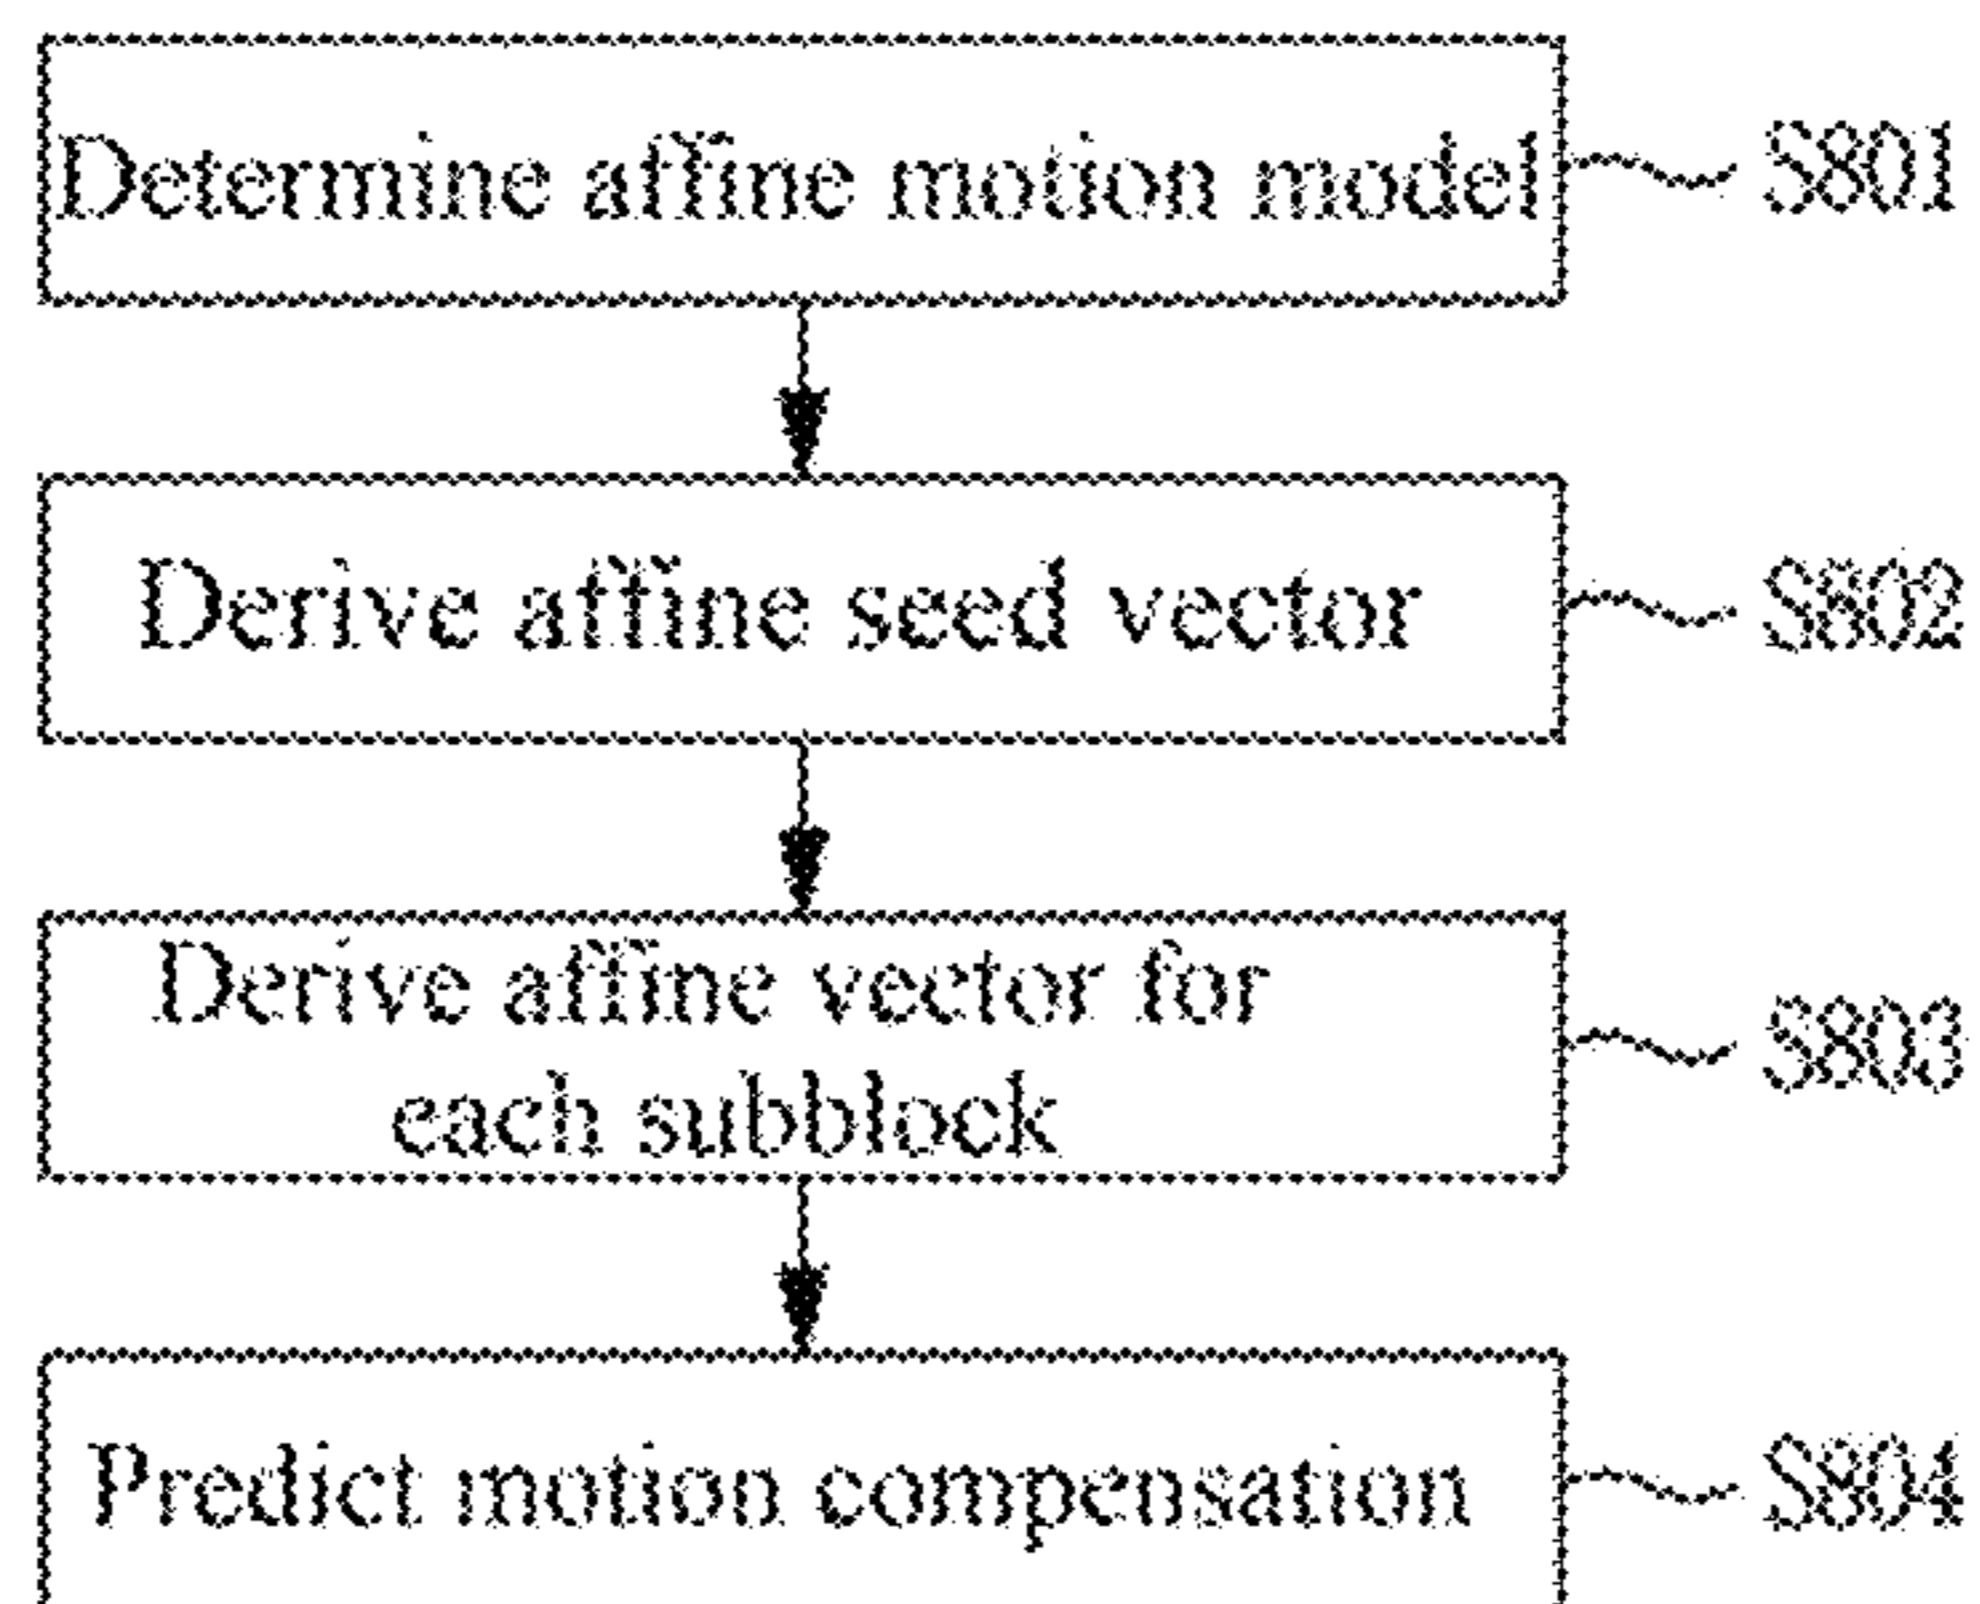 Determine affine motion model
S801
Derive affine seed vector
S802
Derive affine vector for
each subblock
S803
Predict motion compensation
S804